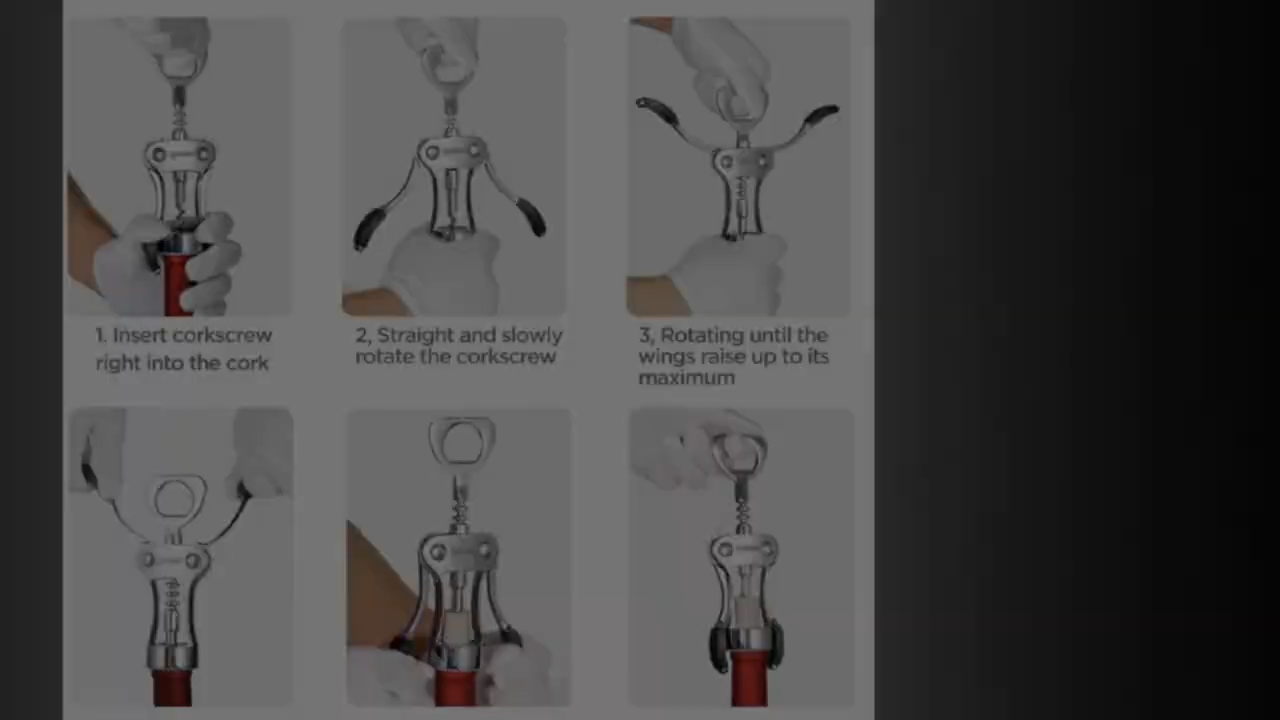 1. Insert corkscrew
right into the cork
2, Straight and slowly
rotate the corkscrew
3, Rotating until the
wings raise up to its
maximum